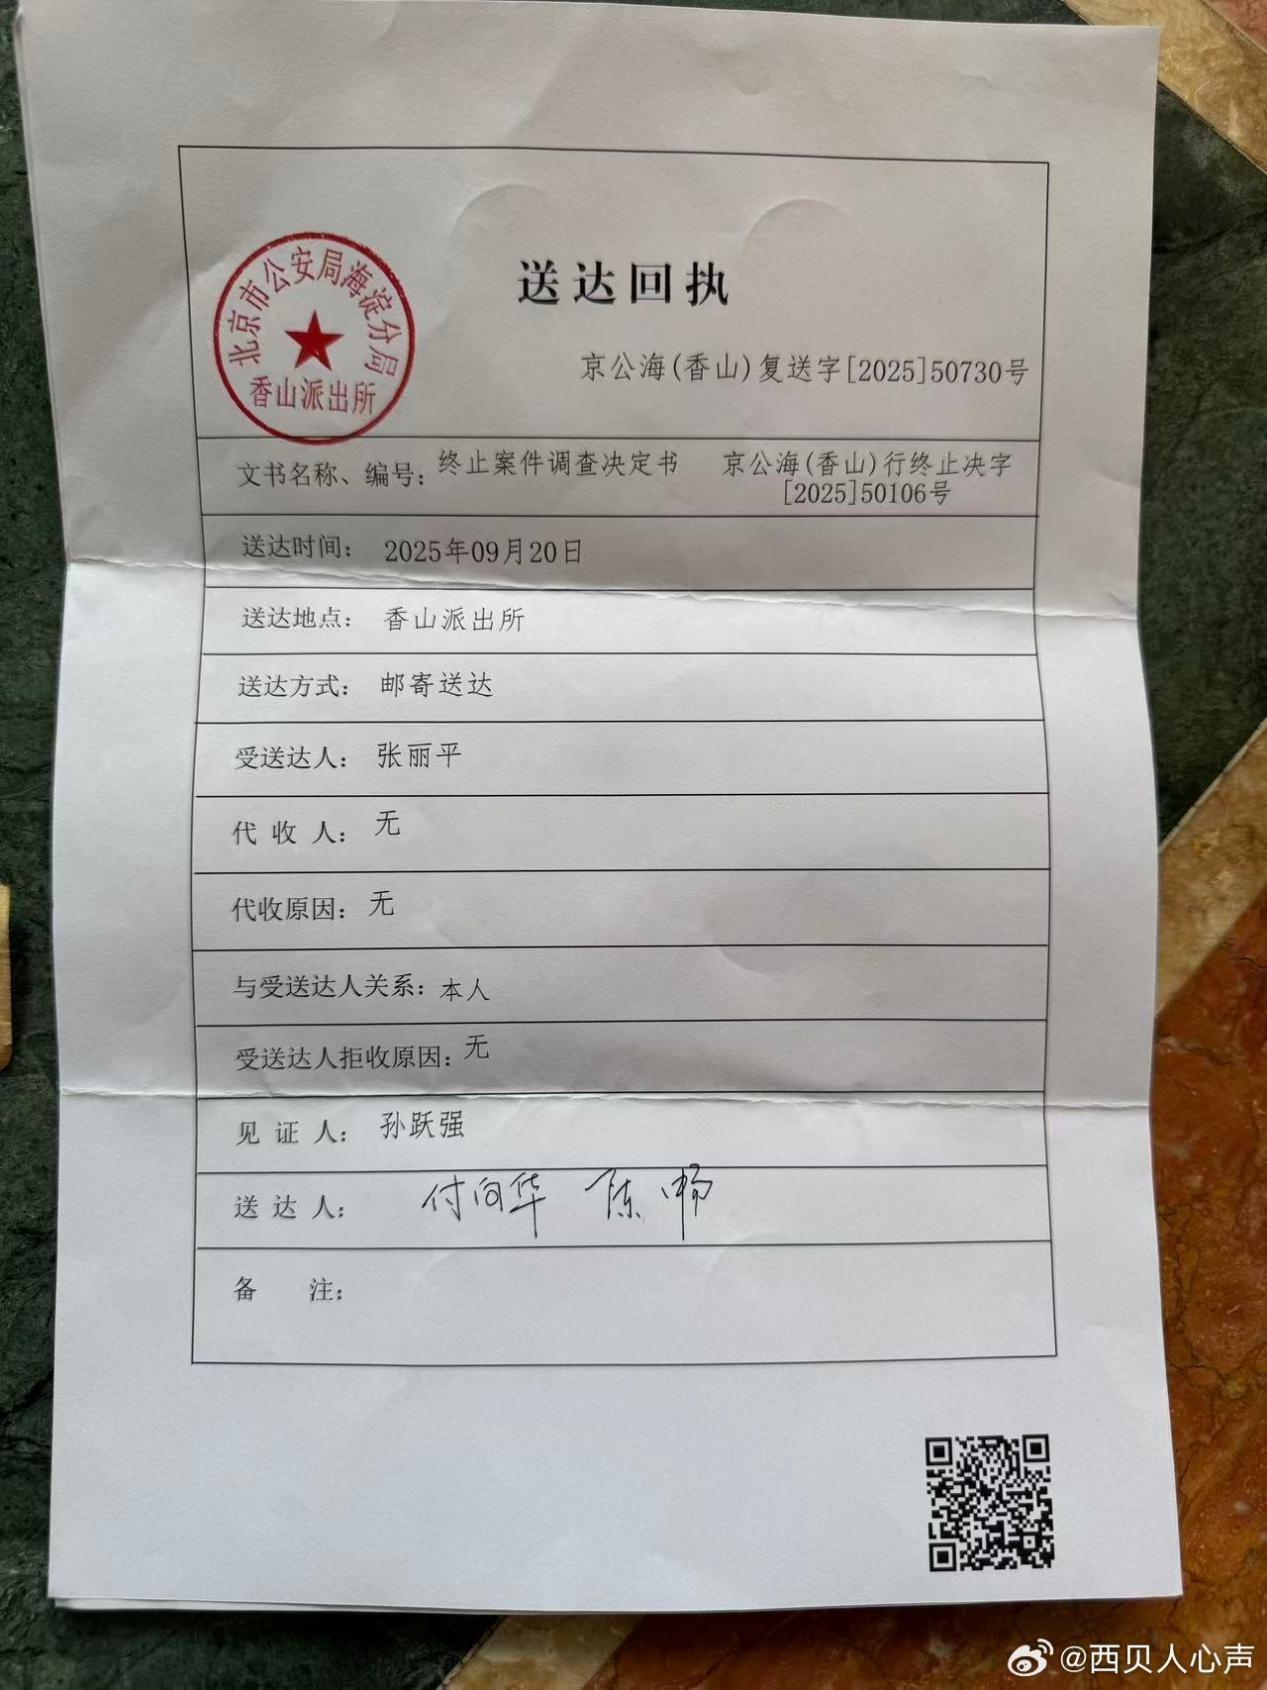 北京市公安局海淀分局
香山派出所
送达回执
京公海(香山)复送字[2025]50730号
文书名称、编号: 终止案件调查决定书 京公海(香山)行终止决字
[2025]50106号
送达时间: 2025年09月20日
送达地点: 香山派出所
送达方式: 邮寄送达
受送达人: 张丽平
代 收 人: 无
代收原因: 无
与受送达人关系: 本人
受送达人拒收原因: 无
见 证 人: 孙跃强
送 达 人: 付向华 陈畅
备 注:
@西贝人心声